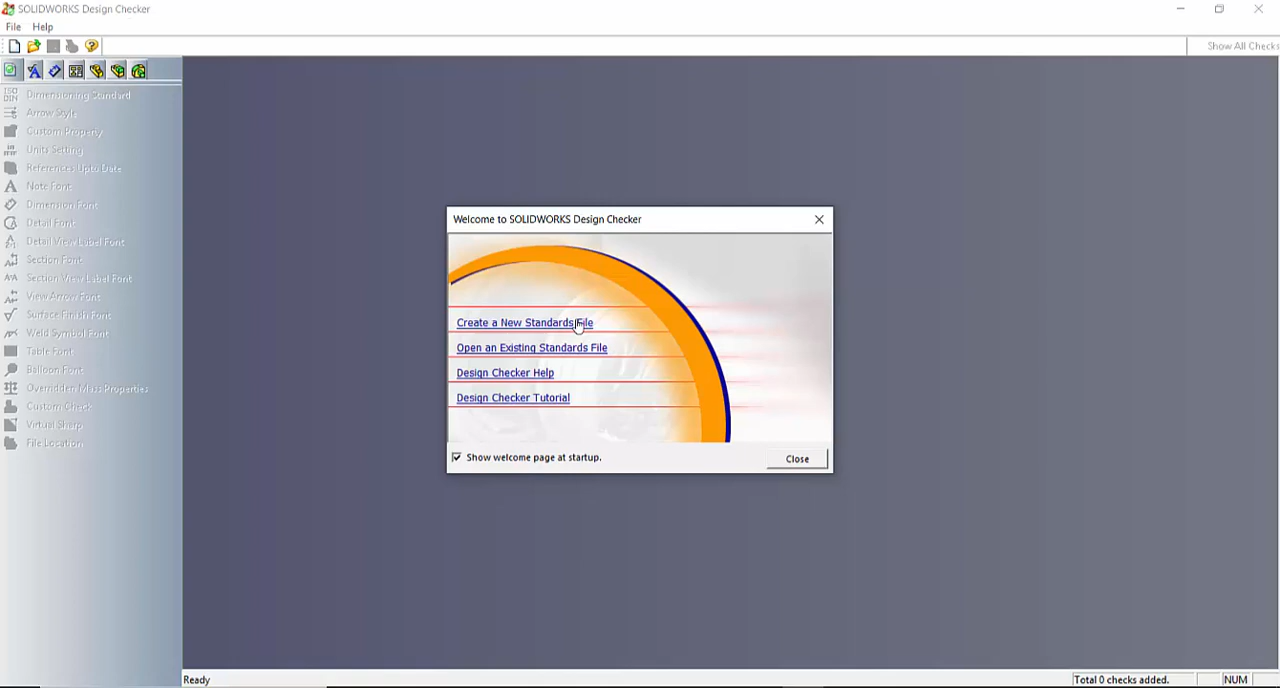 SOLIDWORKS Design Checker
File Help
Show All Checks
Dimensioning Standard
Arrow Style
Custom Property
Units Setting
References Upto Date
Note Font
Dimension Font
Detail Font
Detail View Label Font
Section Font
Section View Label Font
View Arrow Font
Surface Finish Font
Weld Symbol Font
Table Font
Balloon Font
Overridden Mass Properties
Custom Check
Virtual Sharp
File Location
Welcome to SOLIDWORKS Design Checker
Create a New Standards File
Open an Existing Standards File
Design Checker Help
Design Checker Tutorial
Show welcome page at startup.
Close
Ready
Total 0 checks added.
NUM